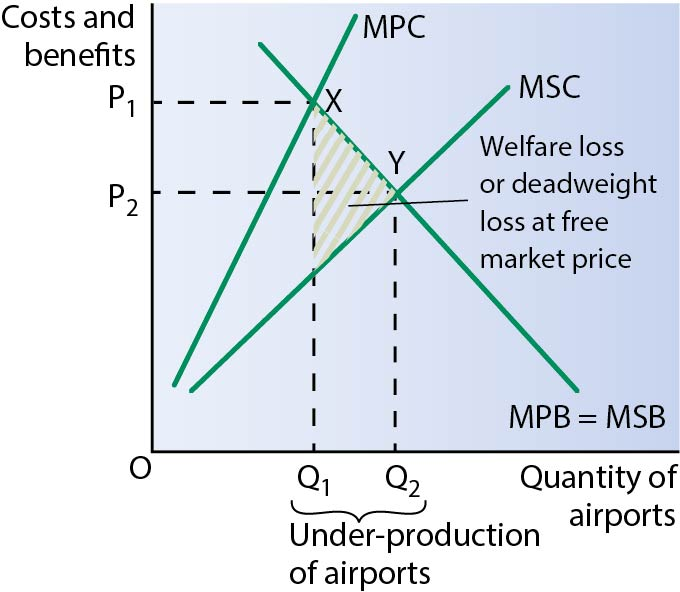 Costs and
benefits
MPC
P₁
X
MSC
Y
Welfare loss
or deadweight
loss at free
market price
P₂
MPB = MSB
O
Q₁
Q₂
Quantity of
airports
Under-production
of airports